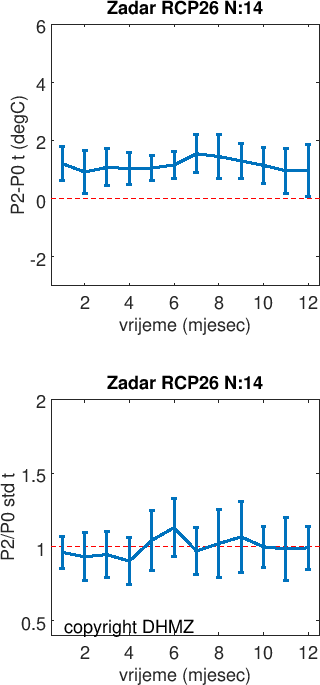 Zadar RCP26 N:14
P2-P0 t (degC)
6
4
2
0
-2
2 4 6 8 10 12
vrijeme (mjesec)
Zadar RCP26 N:14
P2/P0 std t
2
1.5
1
0.5
copyright DHMZ
2 4 6 8 10 12
vrijeme (mjesec)